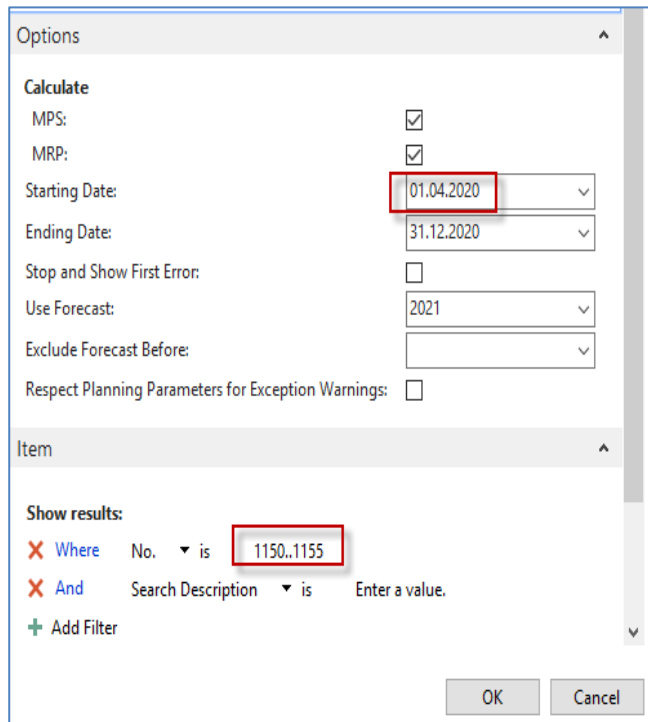 Options
Calculate
MPS:
MRP:
Starting Date: 01.04.2020
Ending Date: 31.12.2020
Stop and Show First Error:
Use Forecast: 2021
Exclude Forecast Before:
Respect Planning Parameters for Exception Warnings:
Item
Show results:
Where No. is 1150..1155
And Search Description is Enter a value.
Add Filter
OK Cancel